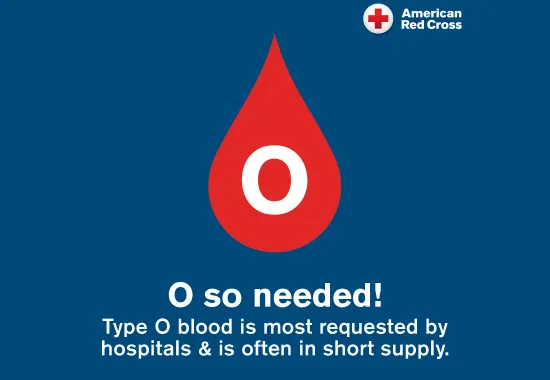 American
Red Cross
O
O so needed!
Type O blood is most requested by
hospitals & is often in short supply.